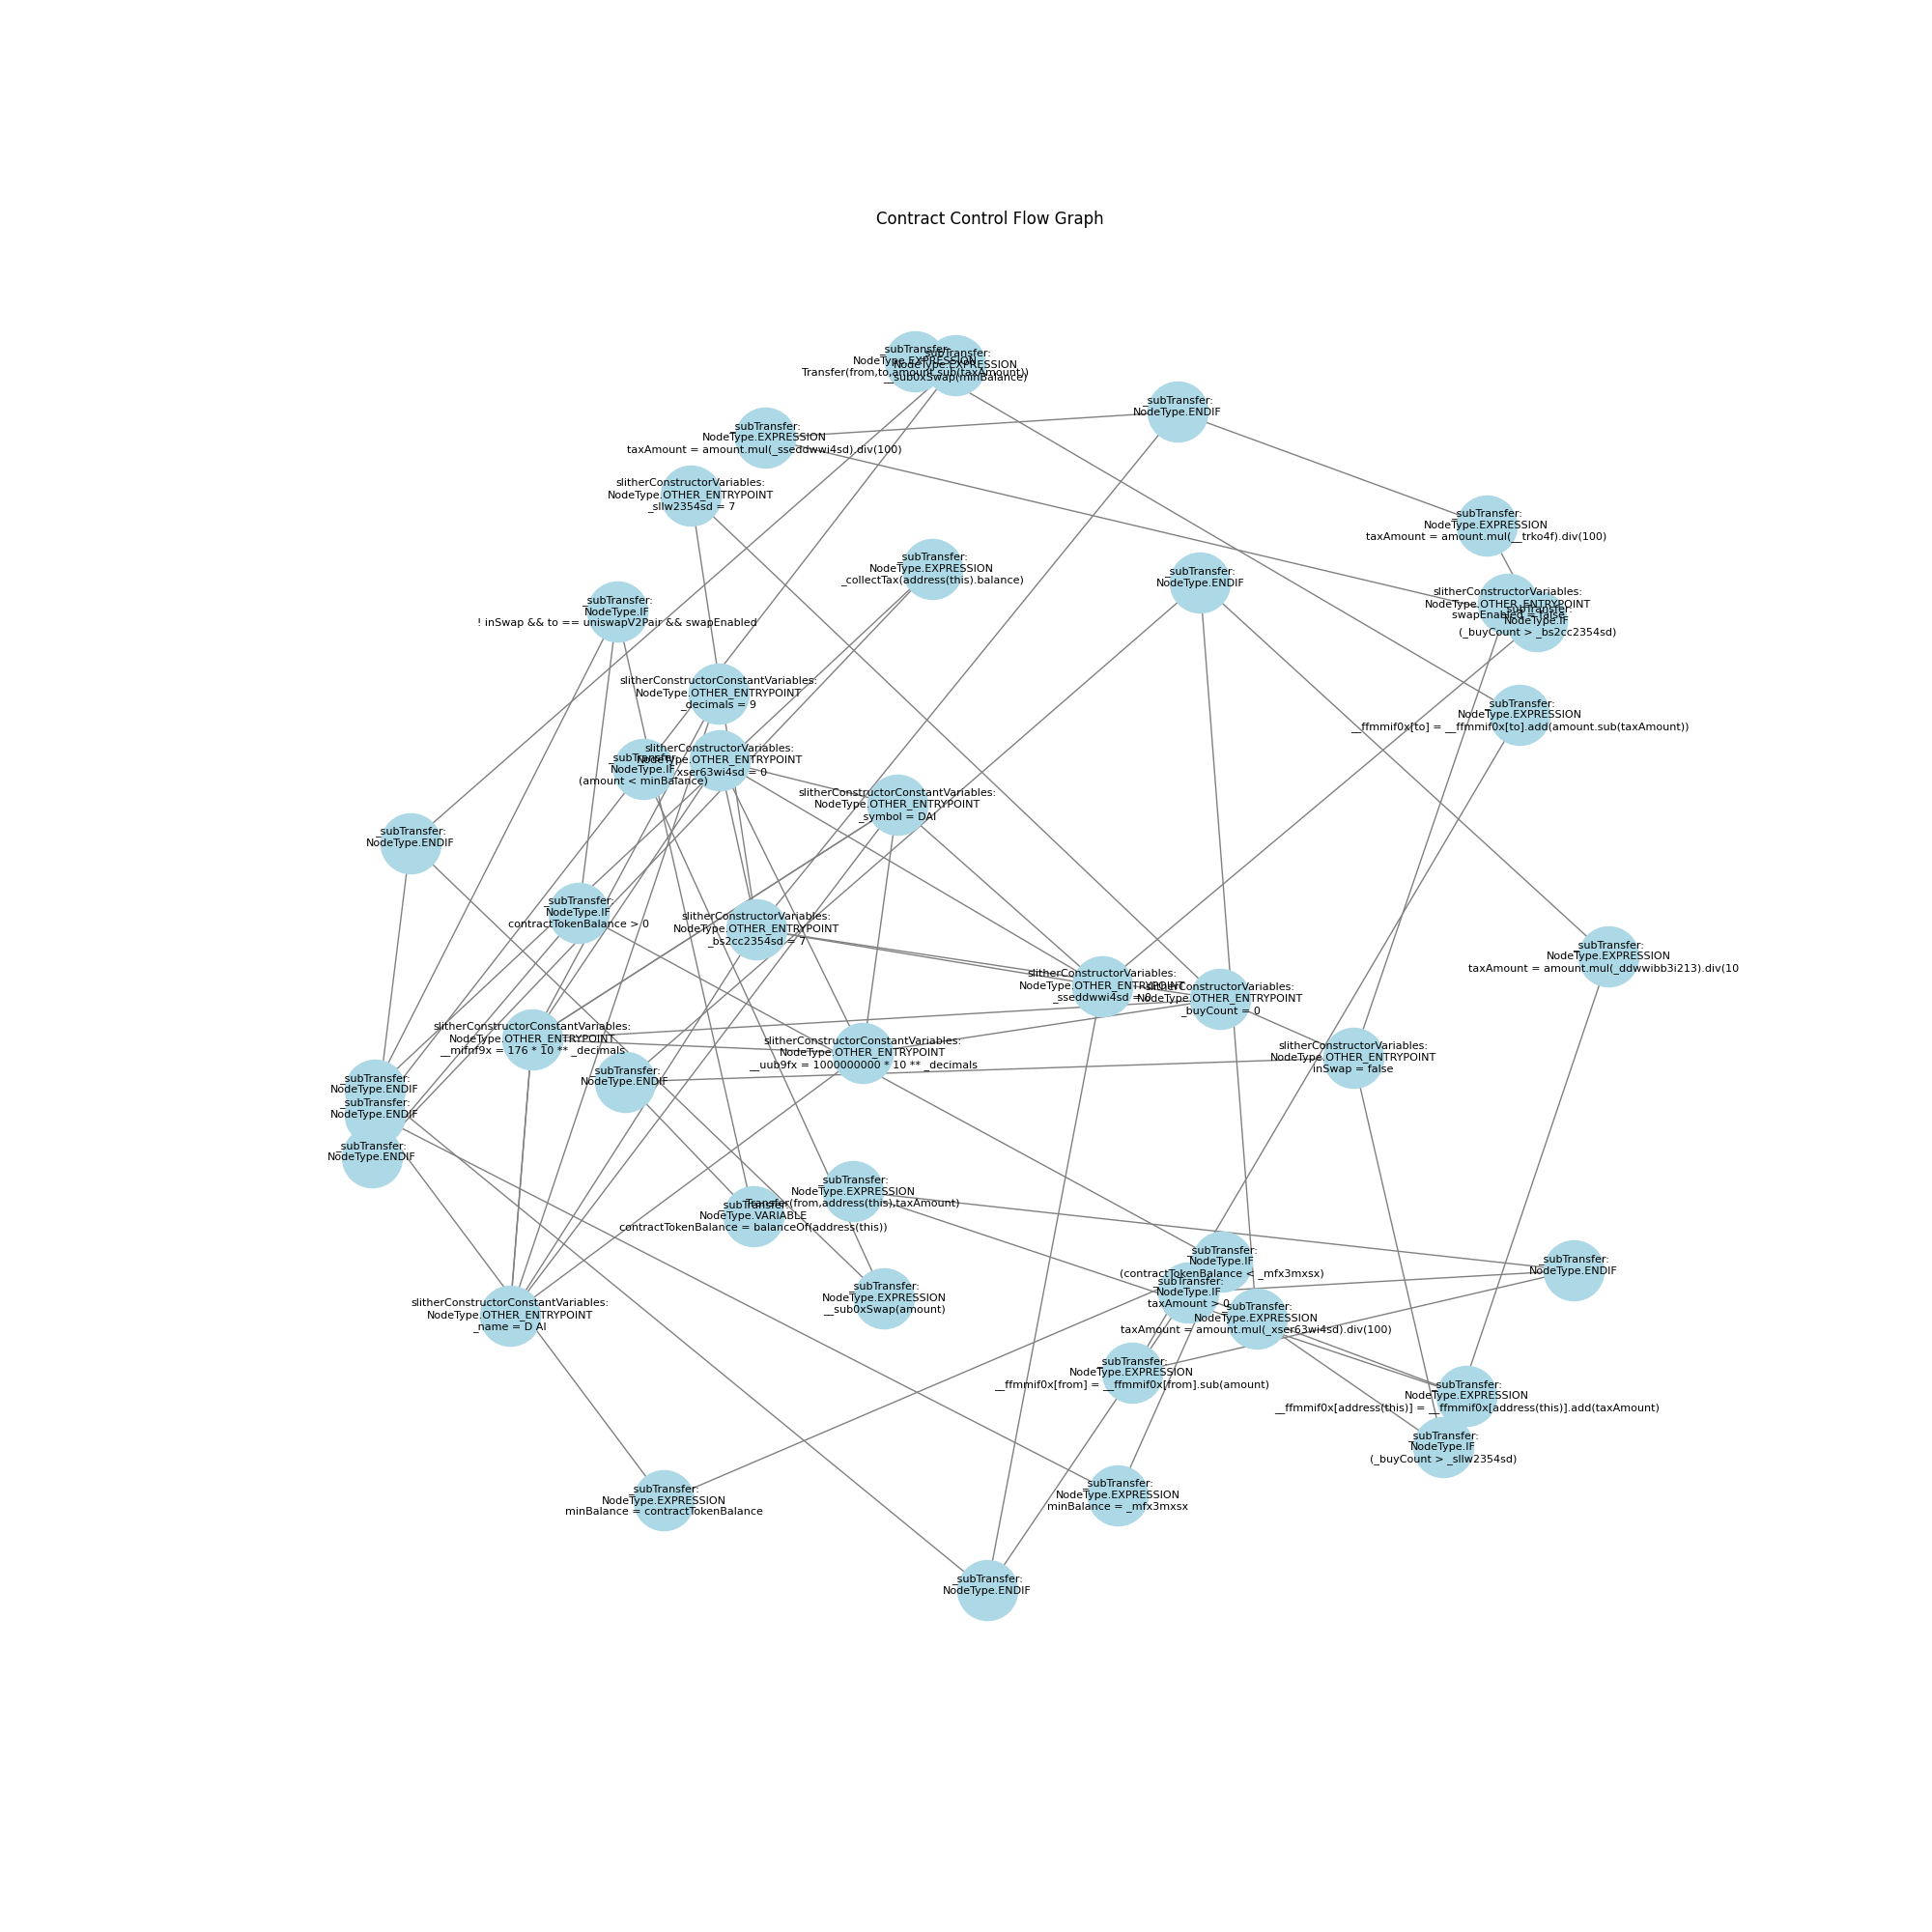 Contract Control Flow Graph
_subTransfer:
NodeType.EXPRESSION
Transfer(from,to,amount.sub(taxAmount))
_subTransfer:
NodeType.EXPRESSION
__sub0xSwap(minBalance)
_subTransfer:
NodeType.ENDIF
_subTransfer:
NodeType.EXPRESSION
taxAmount = amount.mul(_sseddwwi4sd).div(100)
slitherConstructorVariables:
NodeType.OTHER_ENTRYPOINT
_sllw2354sd = 7
_subTransfer:
NodeType.EXPRESSION
taxAmount = amount.mul(__trko4f).div(100)
_subTransfer:
NodeType.EXPRESSION
_collectTax(address(this).balance)
_subTransfer:
NodeType.ENDIF
_subTransfer:
NodeType.IF
! inSwap && to == uniswapV2Pair && swapEnabled
slitherConstructorVariables:
NodeType.OTHER_ENTRYPOINT
swapEnabled = false
_subTransfer:
NodeType.IF
(_buyCount > _bs2cc2354sd)
slitherConstructorConstantVariables:
NodeType.OTHER_ENTRYPOINT
_decimals = 9
_subTransfer:
NodeType.EXPRESSION
__ffmmif0x[to] = __ffmmif0x[to].add(amount.sub(taxAmount))
slitherConstructorVariables:
NodeType.OTHER_ENTRYPOINT
_xser63wi4sd = 0
_subTransfer:
NodeType.IF
(amount < minBalance)
slitherConstructorConstantVariables:
NodeType.OTHER_ENTRYPOINT
_symbol = DAI
_subTransfer:
NodeType.ENDIF
_subTransfer:
NodeType.IF
contractTokenBalance > 0
slitherConstructorVariables:
NodeType.OTHER_ENTRYPOINT
_bs2cc2354sd = 7
_subTransfer:
NodeType.EXPRESSION
taxAmount = amount.mul(_ddwwibb3i213).div(10
slitherConstructorVariables:
NodeType.OTHER_ENTRYPOINT
_sseddwwi4sd =
slitherConstructorVariables:
NodeType.OTHER_ENTRYPOINT
_buyCount = 0
slitherConstructorConstantVariables:
NodeType.OTHER_ENTRYPOINT
__mifnf9x = 176 * 10 ** _decimals
slitherConstructorConstantVariables:
NodeType.OTHER_ENTRYPOINT
__uub9fx = 1000000000 * 10 ** _decimals
slitherConstructorVariables:
NodeType.OTHER_ENTRYPOINT
inSwap = false
_subTransfer:
NodeType.ENDIF
_subTransfer:
NodeType.ENDIF
_subTransfer:
NodeType.ENDIF
_subTransfer:
NodeType.ENDIF
_subTransfer:
NodeType.EXPRESSION
Transfer(from,address(this),taxAmount)
_subTransfer:
NodeType.VARIABLE
contractTokenBalance = balanceOf(address(this))
_subTransfer:
NodeType.IF
(contractTokenBalance < _mfx3mxsx)
_subTransfer:
NodeType.ENDIF
_subTransfer:
NodeType.IF
taxAmount > 0
_subTransfer:
NodeType.EXPRESSION
__sub0xSwap(amount)
slitherConstructorConstantVariables:
NodeType.OTHER_ENTRYPOINT
_name = D AI
_subTransfer:
NodeType.EXPRESSION
taxAmount = amount.mul(_xser63wi4sd).div(100)
_subTransfer:
NodeType.EXPRESSION
__ffmmif0x[from] = __ffmmif0x[from].sub(amount)
_subTransfer:
NodeType.EXPRESSION
__ffmmif0x[address(this)] = __ffmmif0x[address(this)].add(taxAmount)
_subTransfer:
NodeType.IF
(_buyCount > _sllw2354sd)
_subTransfer:
NodeType.EXPRESSION
minBalance = contractTokenBalance
_subTransfer:
NodeType.EXPRESSION
minBalance = _mfx3mxsx
_subTransfer:
NodeType.ENDIF